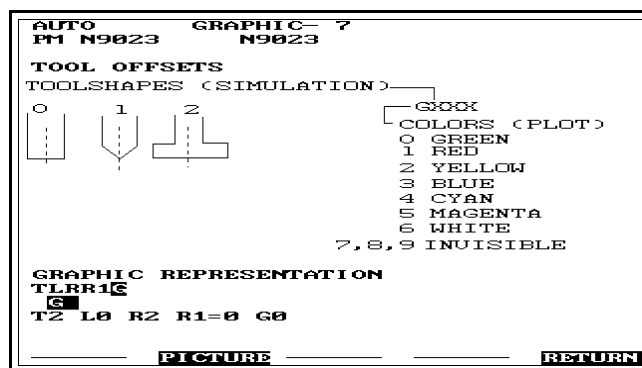 AUTO GRAPHIC- 7
PM N9023 N9023
TOOL OFFSETS
TOOLSHAPES (SIMULATION)
0 1 2
GXXX
COLORS (PLOT)
0 GREEN
1 RED
2 YELLOW
3 BLUE
4 CYAN
5 MAGENTA
6 WHITE
7,8,9 INVISIBLE
GRAPHIC REPRESENTATION
TLRR1G
G
T2 L0 R2 R1=0 G0
PICTURE RETURN